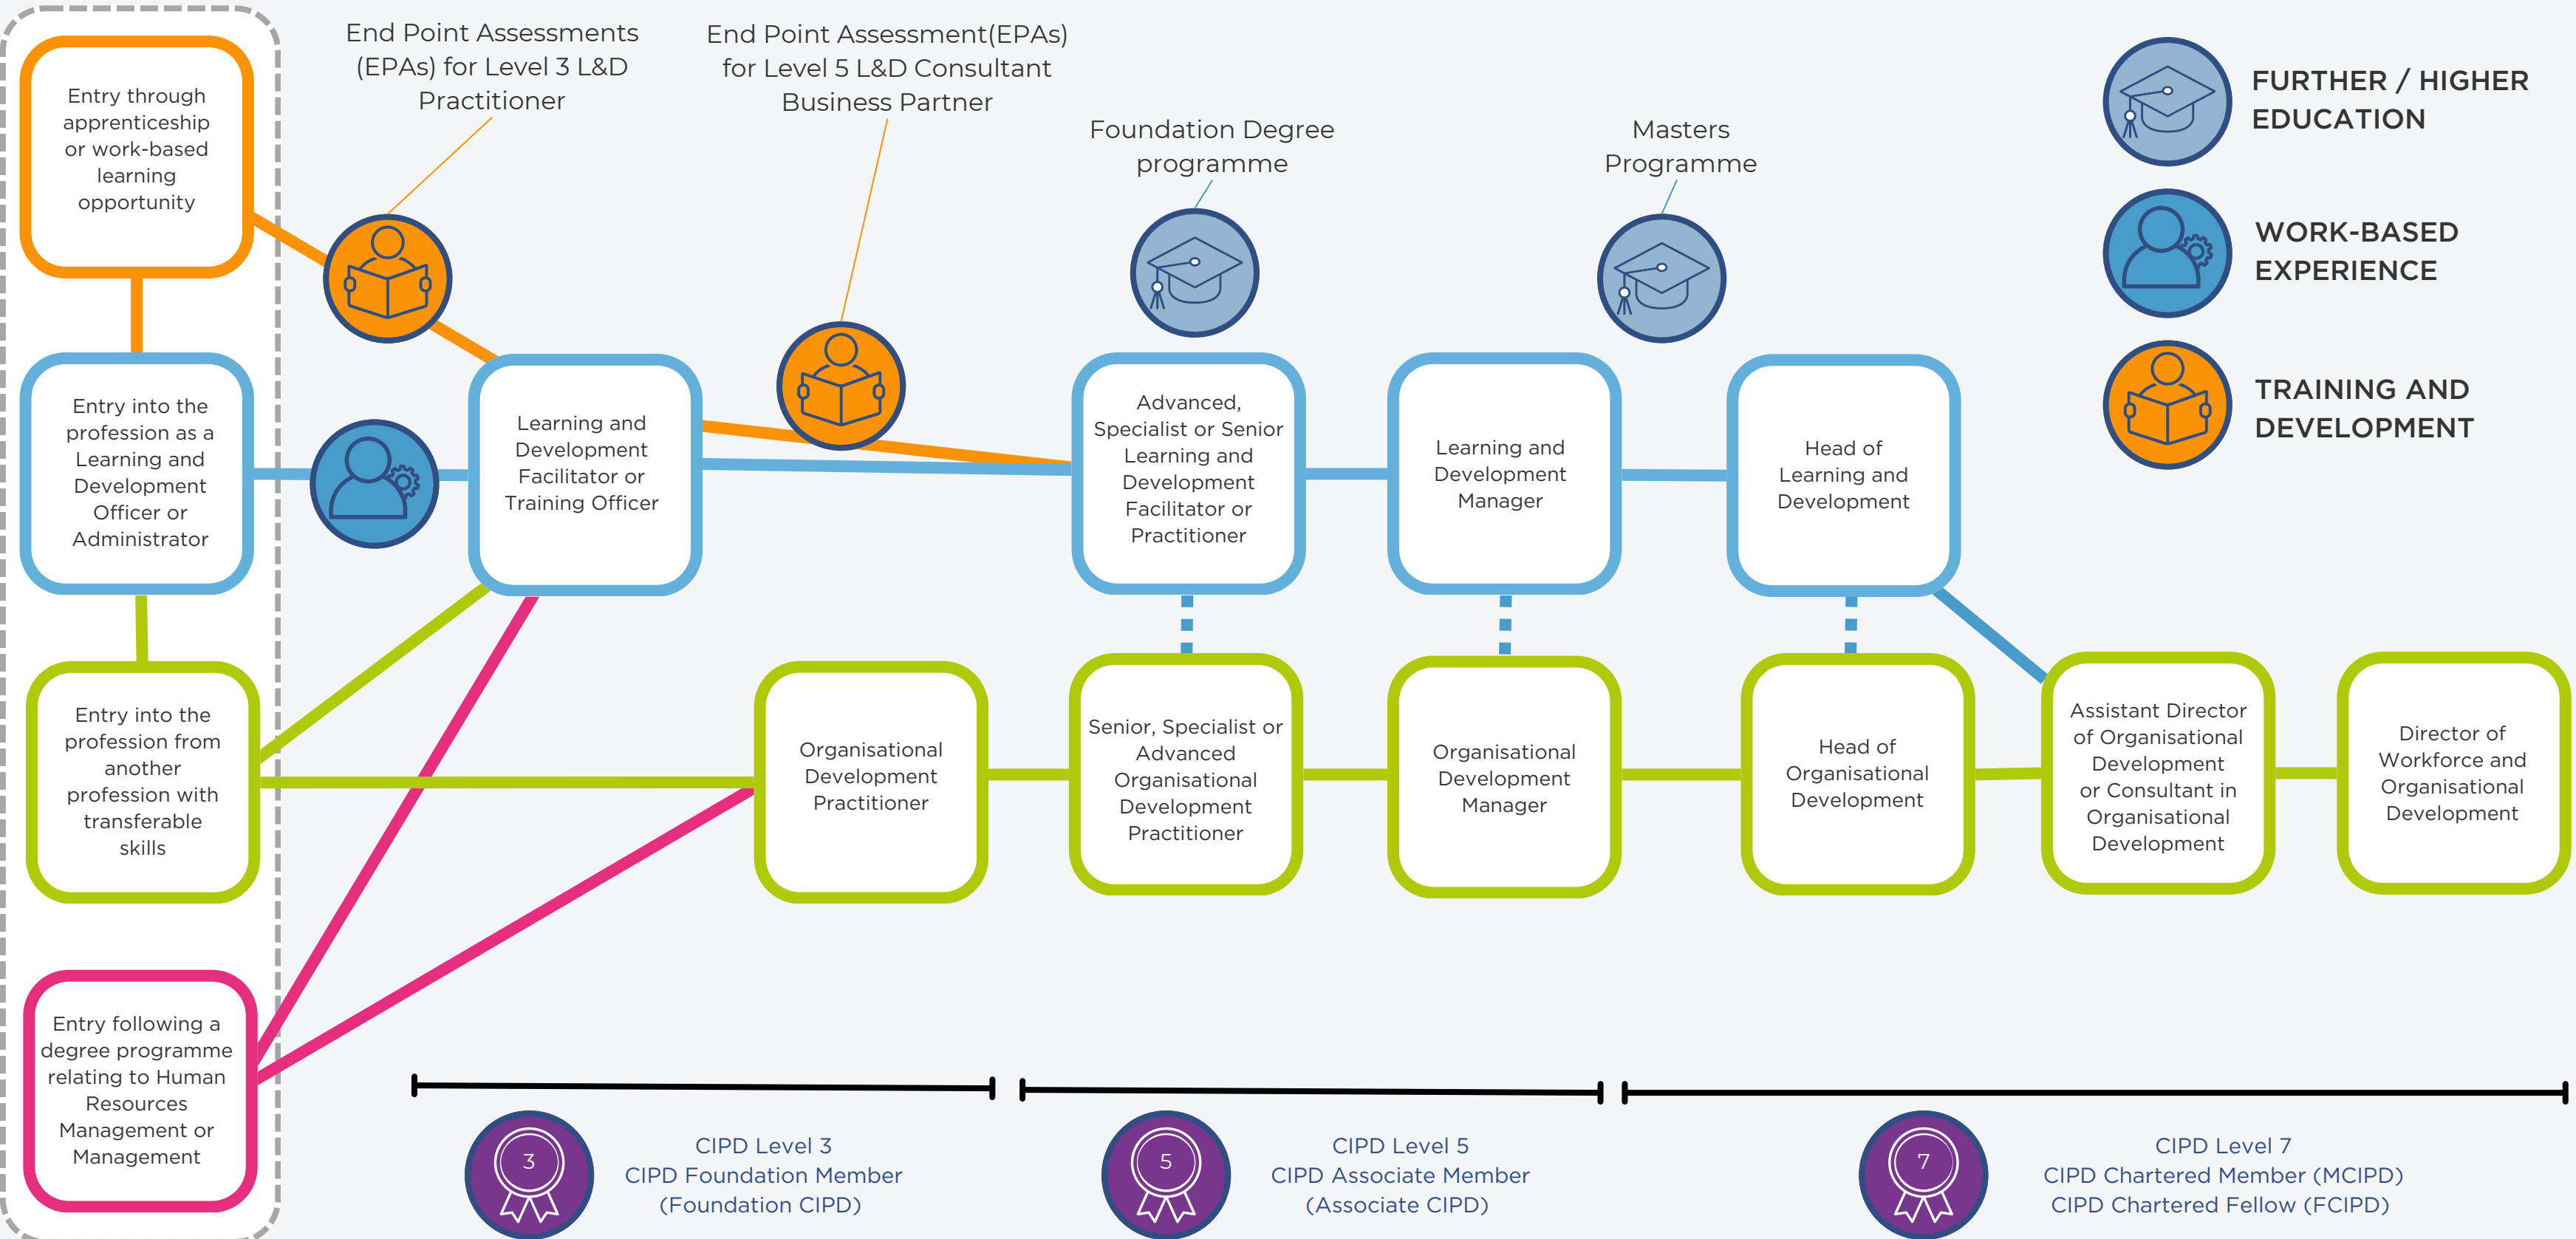 Entry through
apprenticeship
or work-based
learning
opportunity
End Point Assessments
(EPAs) for Level 3 L&D
Practitioner
End Point Assessment(EPAs)
for Level 5 L&D Consultant
Business Partner
Foundation Degree
programme
Masters
Programme
FURTHER / HIGHER
EDUCATION
WORK-BASED
EXPERIENCE
TRAINING AND
DEVELOPMENT
Entry into the
profession as a
Learning and
Development
Officer or
Administrator
Learning and
Development
Facilitator or
Training Officer
Advanced,
Specialist or Senior
Learning and
Development
Facilitator or
Practitioner
Learning and
Development
Manager
Head of
Learning and
Development
Entry into the
profession from
another
profession with
transferable
skills
Organisational
Development
Practitioner
Senior, Specialist or
Advanced
Organisational
Development
Practitioner
Organisational
Development
Manager
Head of
Organisational
Development
Assistant Director
of Organisational
Development
or Consultant in
Organisational
Development
Director of
Workforce and
Organisational
Development
Entry following a
degree programme
relating to Human
Resources
Management or
Management
3
CIPD Level 3
CIPD Foundation Member
(Foundation CIPD)
5
CIPD Level 5
CIPD Associate Member
(Associate CIPD)
7
CIPD Level 7
CIPD Chartered Member (MCIPD)
CIPD Chartered Fellow (FCIPD)